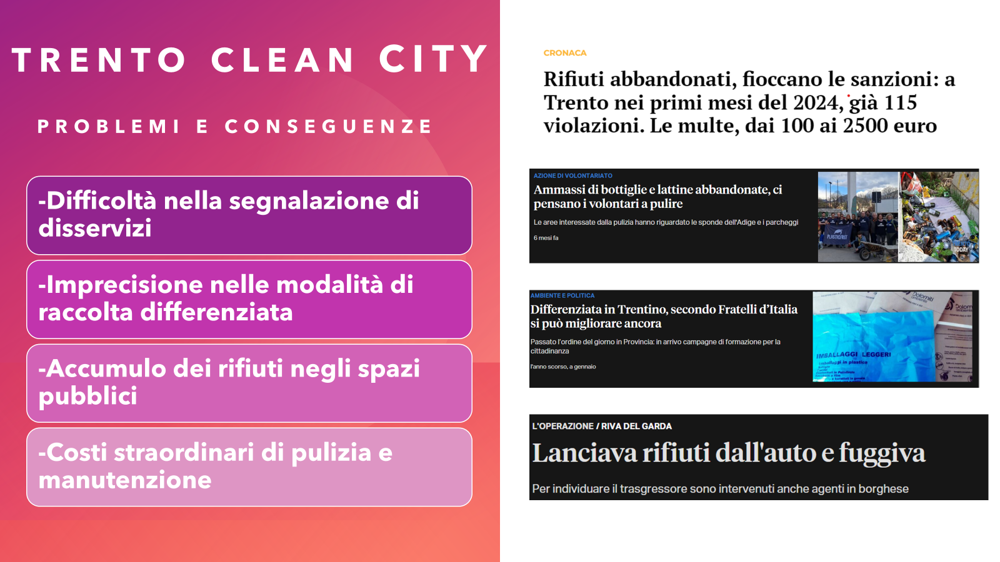 TRENTO CLEAN CITY
PROBLEMI E CONSEGUENZE
-Difficoltà nella segnalazione di
disservizi
-Imprecisione nelle modalità di
raccolta differenziata
-Accumulo dei rifiuti negli spazi
pubblici
-Costi straordinari di pulizia e
manutenzione
CRONACA
Rifiuti abbandonati, fioccano le sanzioni: a
Trento nei primi mesi del 2024, già 115
violazioni. Le multe, dai 100 ai 2500 euro
AZIONE DI VOLONTARIATO
Ammassi di bottiglie e lattine abbandonate, ci
pensano i volontari a pulire
Le aree interessate dalla pulizia hanno riguardato le sponde dell'Adige e i parcheggi
6 mesi fa
PLASTICFREE
TODAY
AMBIENTE E POLITICA
Differenziata in Trentino, secondo Fratelli d'Italia
si può migliorare ancora
Passato l'ordine del giorno in Provincia: in arrivo campagne di formazione per la
cittadinanza
l'anno scorso, a gennaio
Dolomiti
ambiente
IMBALLAGGI LEGGERI
Imballaggi in plastica
L'OPERAZIONE / RIVA DEL GARDA
Lanciava rifiuti dall'auto e fuggiva
Per individuare il trasgressore sono intervenuti anche agenti in borghese